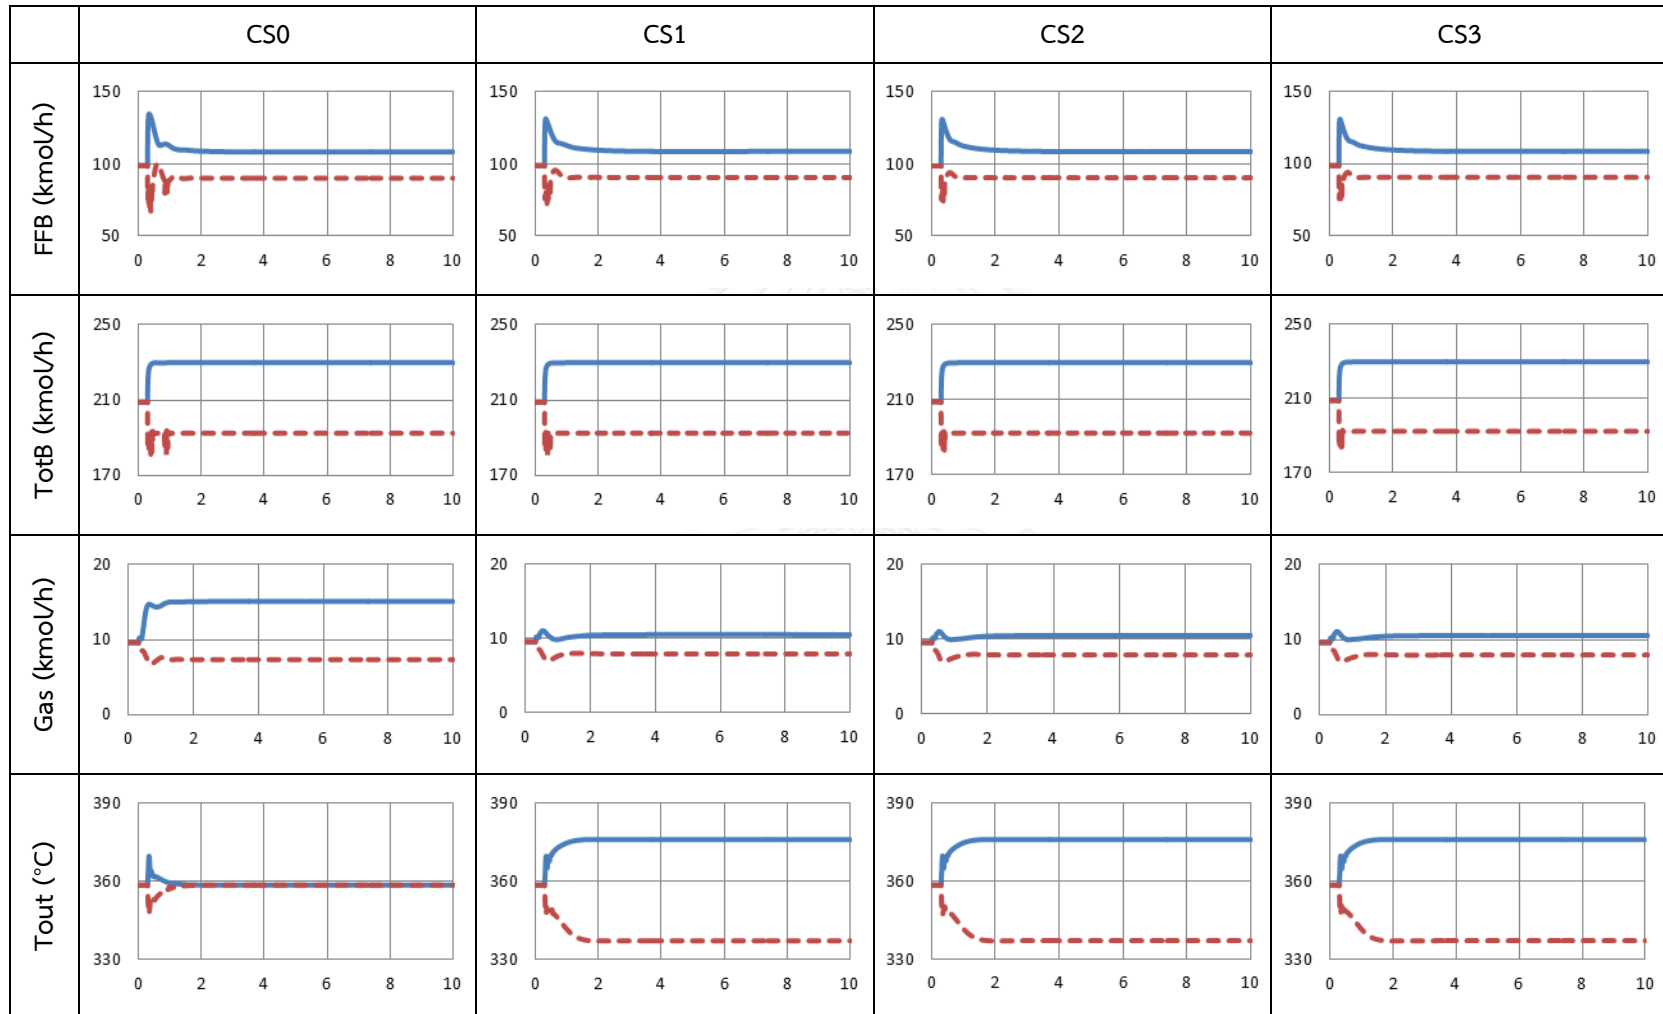 CS0 CS1 CS2 CS3
FFB (kmol/h)
150 150 150 150
100 100 100 100
50 50 50 50
0 2 4 6 8 10 0 2 4 6 8 10 0 2 4 6 8 10 0 2 4 6 8 10
TotB (kmol/h)
250 250 250 250
210 210 210 210
170 170 170 170
0 2 4 6 8 10 0 2 4 6 8 10 0 2 4 6 8 10 0 2 4 6 8 10
Gas (kmol/h)
20 20 20 20
10 10 10 10
0 0 0 0
0 2 4 6 8 10 0 2 4 6 8 10 0 2 4 6 8 10 0 2 4 6 8 10
Tout (°C)
390 390 390 390
360 360 360 360
330 330 330 330
0 2 4 6 8 10 0 2 4 6 8 10 0 2 4 6 8 10 0 2 4 6 8 10